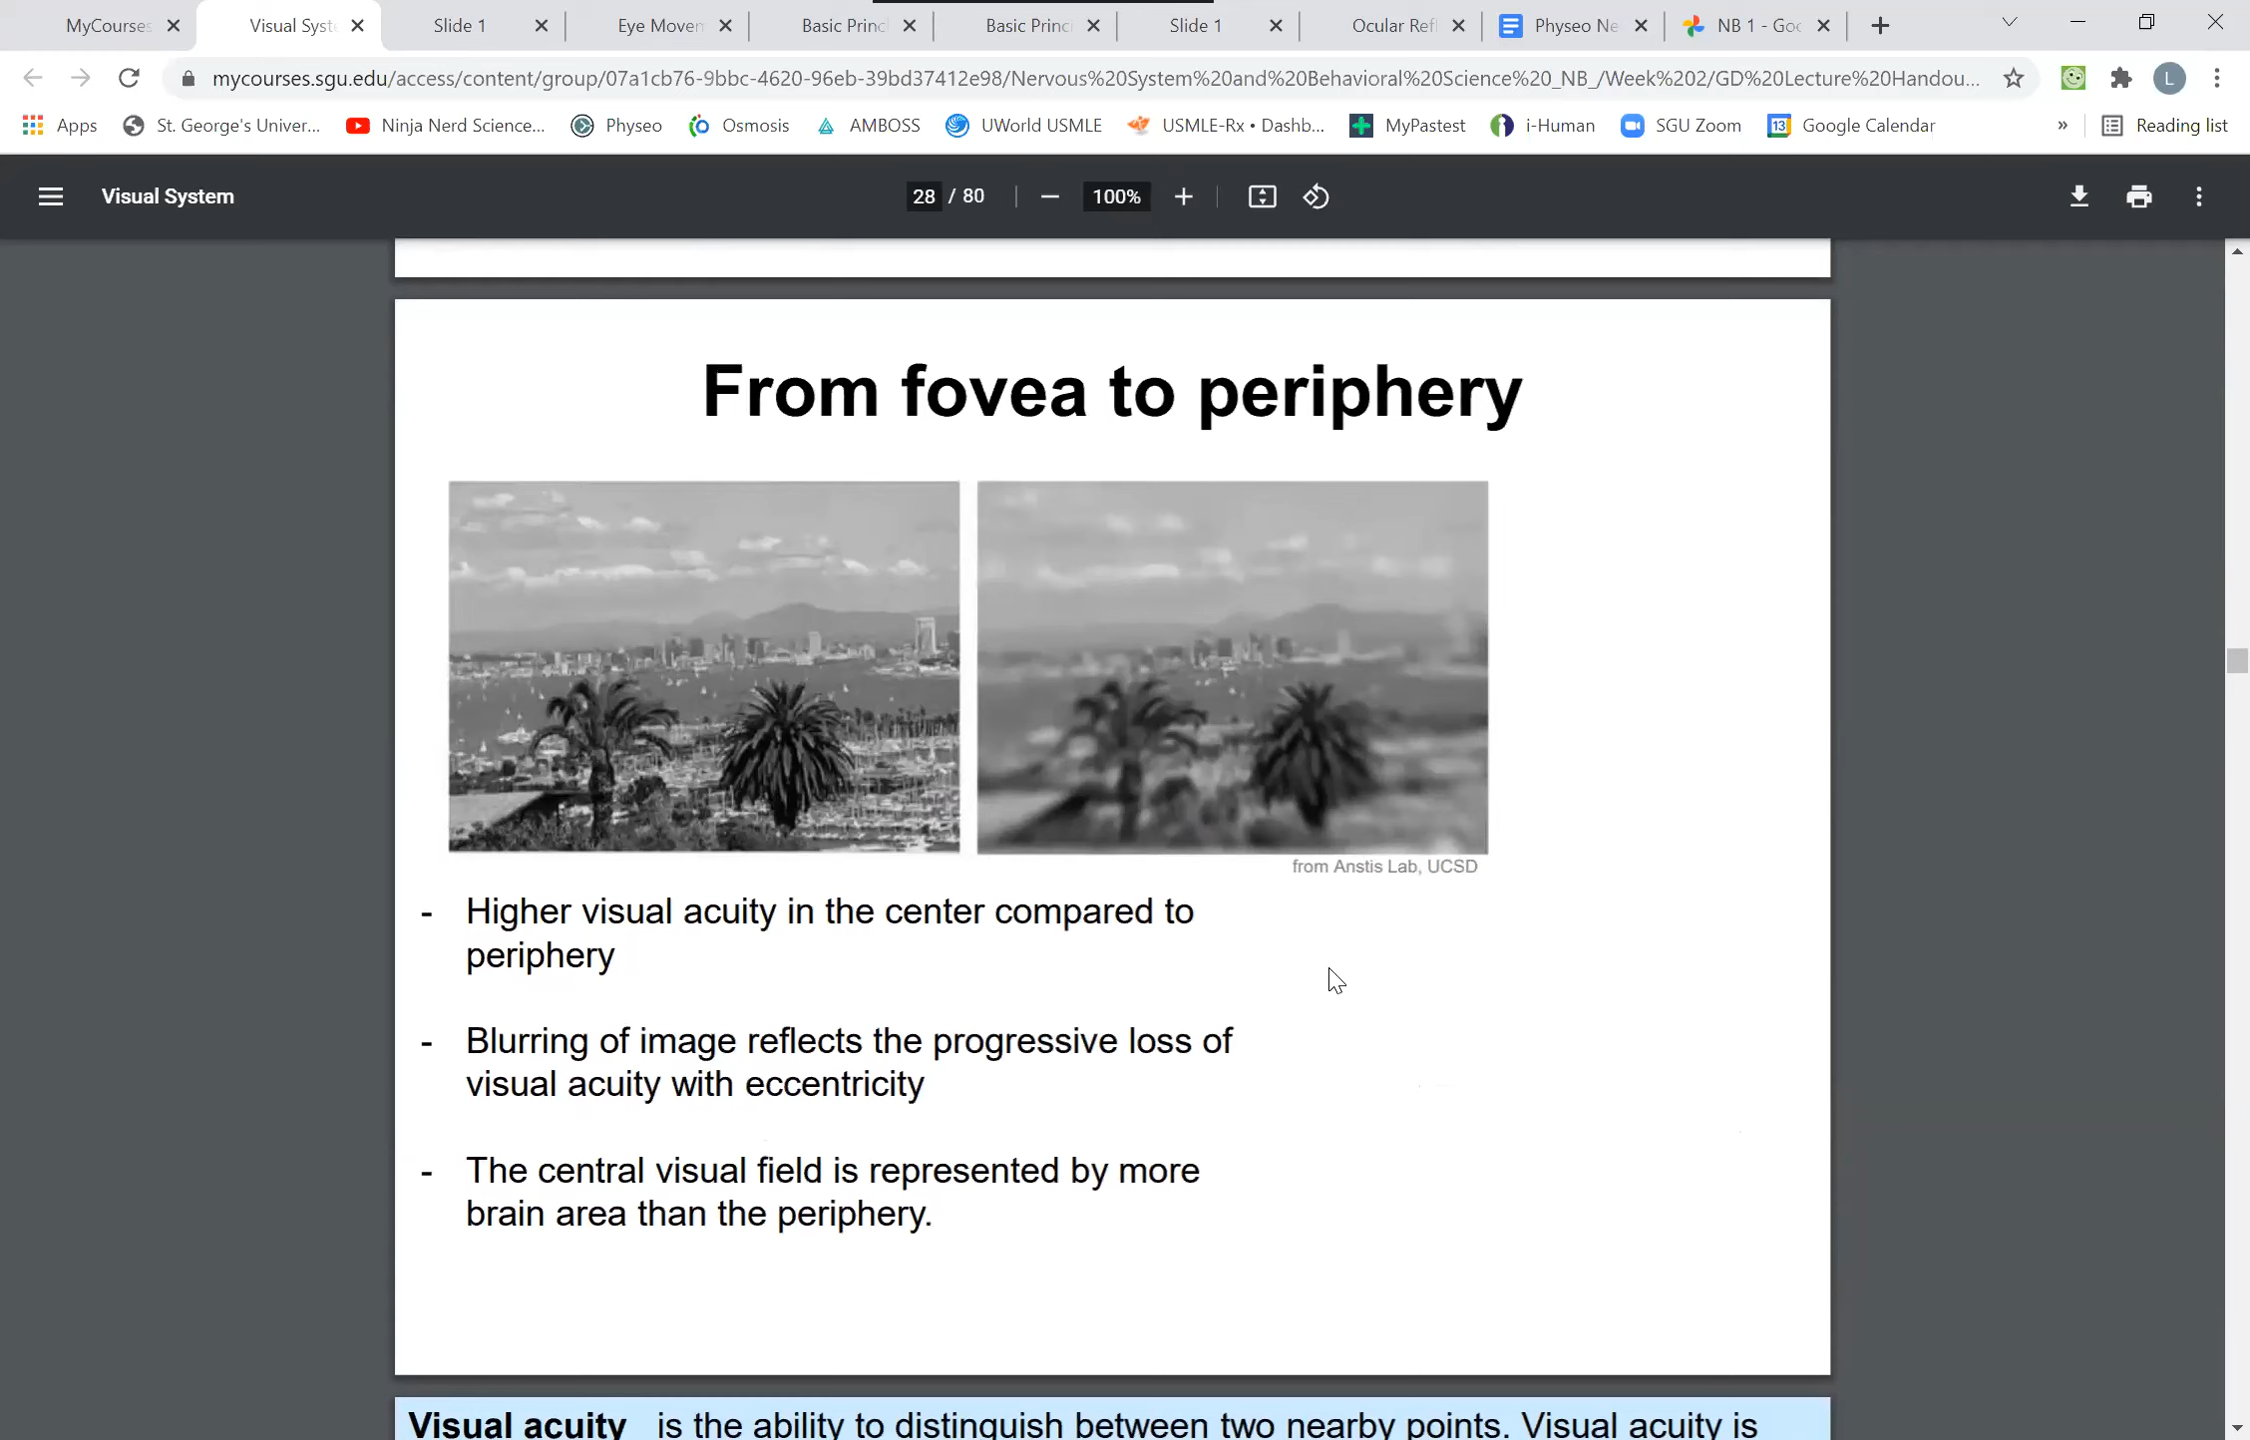 MyCourses
Visual Syst
Slide 1
Eye Movem
Basic Princi
Basic Princi
Slide 1
Ocular Refl
Physeo Ne
NB 1 - Goo
mycourses.sgu.edu/access/content/group/07a1cb76-9bbc-4620-96eb-39bd37412e98/Nervous%20System%20and%20Behavioral%20Science%20_NB_/Week%202/GD%20Lecture%20Handou...
L
Apps
St. George's Univer...
Ninja Nerd Science...
Physeo
Osmosis
AMBOSS
UWorld USMLE
USMLE-Rx • Dashb...
MyPastest
i-Human
SGU Zoom
13
Google Calendar
»
Reading list
Visual System
28 / 80
100%
From fovea to periphery
from Anstis Lab, UCSD
- Higher visual acuity in the center compared to
periphery
- Blurring of image reflects the progressive loss of
visual acuity with eccentricity
- The central visual field is represented by more
brain area than the periphery.
Visual acuity is the ability to distinguish between two nearby points. Visual acuity is